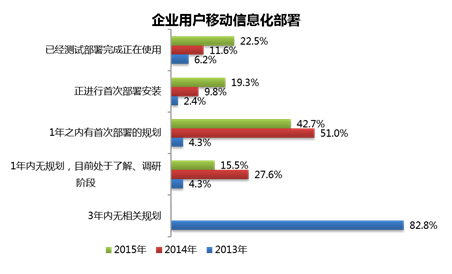 企业用户移动信息化部署
已经测试部署完成正在使用
22.5%
11.6%
6.2%
正进行首次部署安装
19.3%
9.8%
2.4%
1年之内有首次部署的规划
42.7%
51.0%
4.3%
1年内无规划，目前处于了解、调研
阶段
15.5%
27.6%
4.3%
3年内无相关规划
82.8%
2015年 2014年 2013年